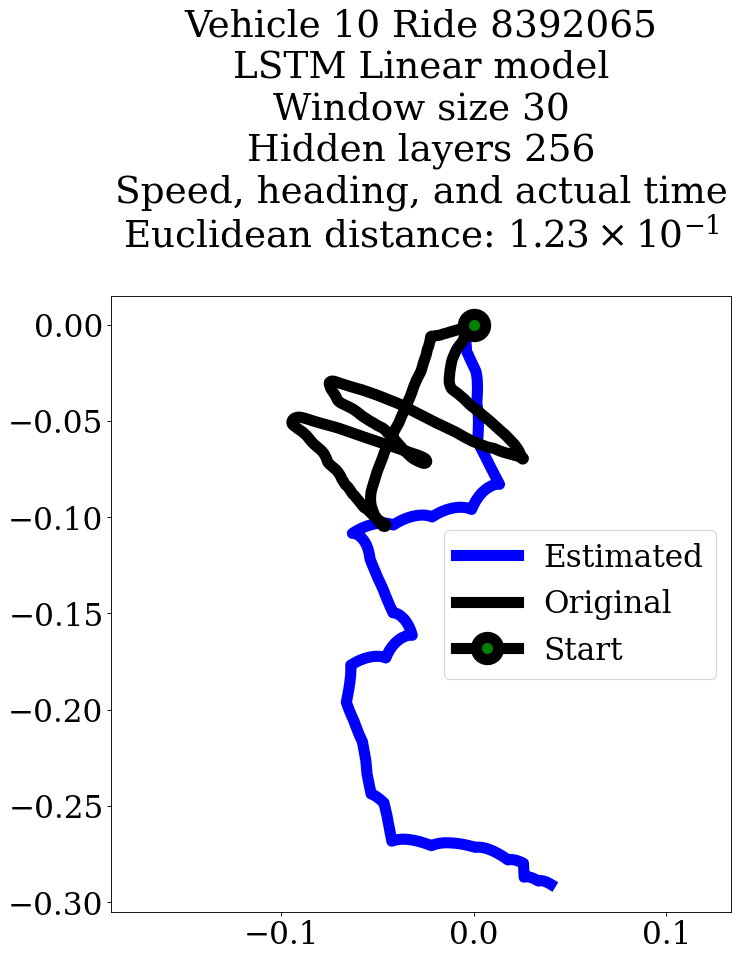 Vehicle 10 Ride 8392065
LSTM Linear model
Window size 30
Hidden layers 256
Speed, heading, and actual time
Euclidean distance: 1.23 × 10⁻¹
0.00
−0.05
−0.10
−0.15
−0.20
−0.25
−0.30
Estimated
Original
Start
−0.1 0.0 0.1